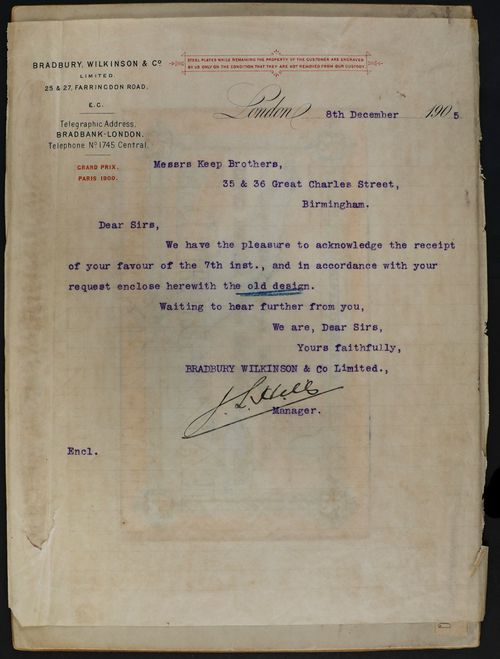 BRADBURY, WILKINSON & Cº
LIMITED.
25 & 27, FARRINGDON ROAD,
E.C.
Telegraphic Address,
BRADBANK-LONDON.
Telephone Nº 1745 Central.
GRAND PRIX,
PARIS 1900.
STEEL PLATES WHILE REMAINING THE PROPERTY OF THE CUSTOMER ARE ENGRAVED
BY US ONLY ON THE CONDITION THAT THEY ARE NOT REMOVED FROM OUR CUSTODY.
London 8th December 1905.
Messrs Keep Brothers,
35 & 36 Great Charles Street,
Birmingham.
Dear Sirs,
We have the pleasure to acknowledge the receipt
of your favour of the 7th inst., and in accordance with your
request enclose herewith the old design.
Waiting to hear further from you,
We are, Dear Sirs,
Yours faithfully,
BRADBURY WILKINSON & Co Limited.,
J. L. Hills
Manager.
Encl.